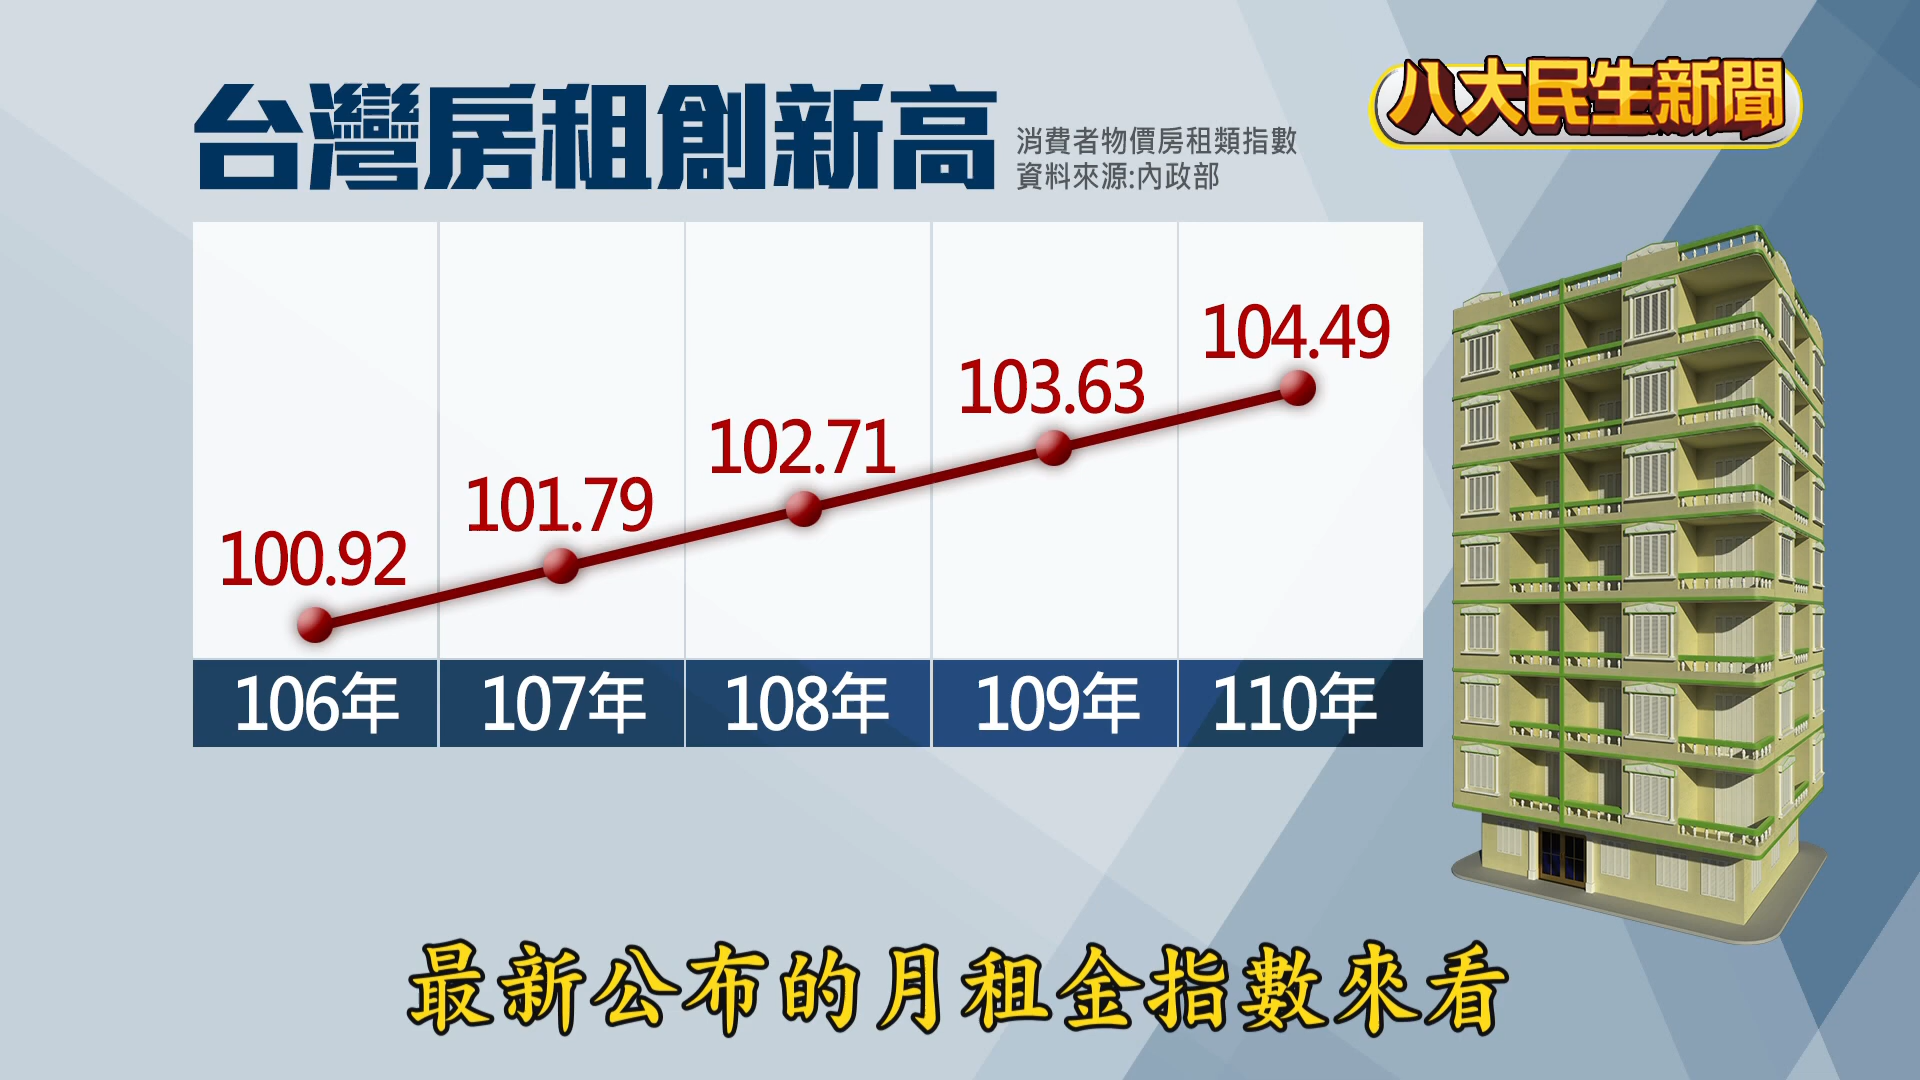 台灣房租創新高
消費者物價房租類指數
資料來源:內政部
八大民生新聞
100.92
101.79
102.71
103.63
104.49
106年
107年
108年
109年
110年
最新公布的月租金指數來看